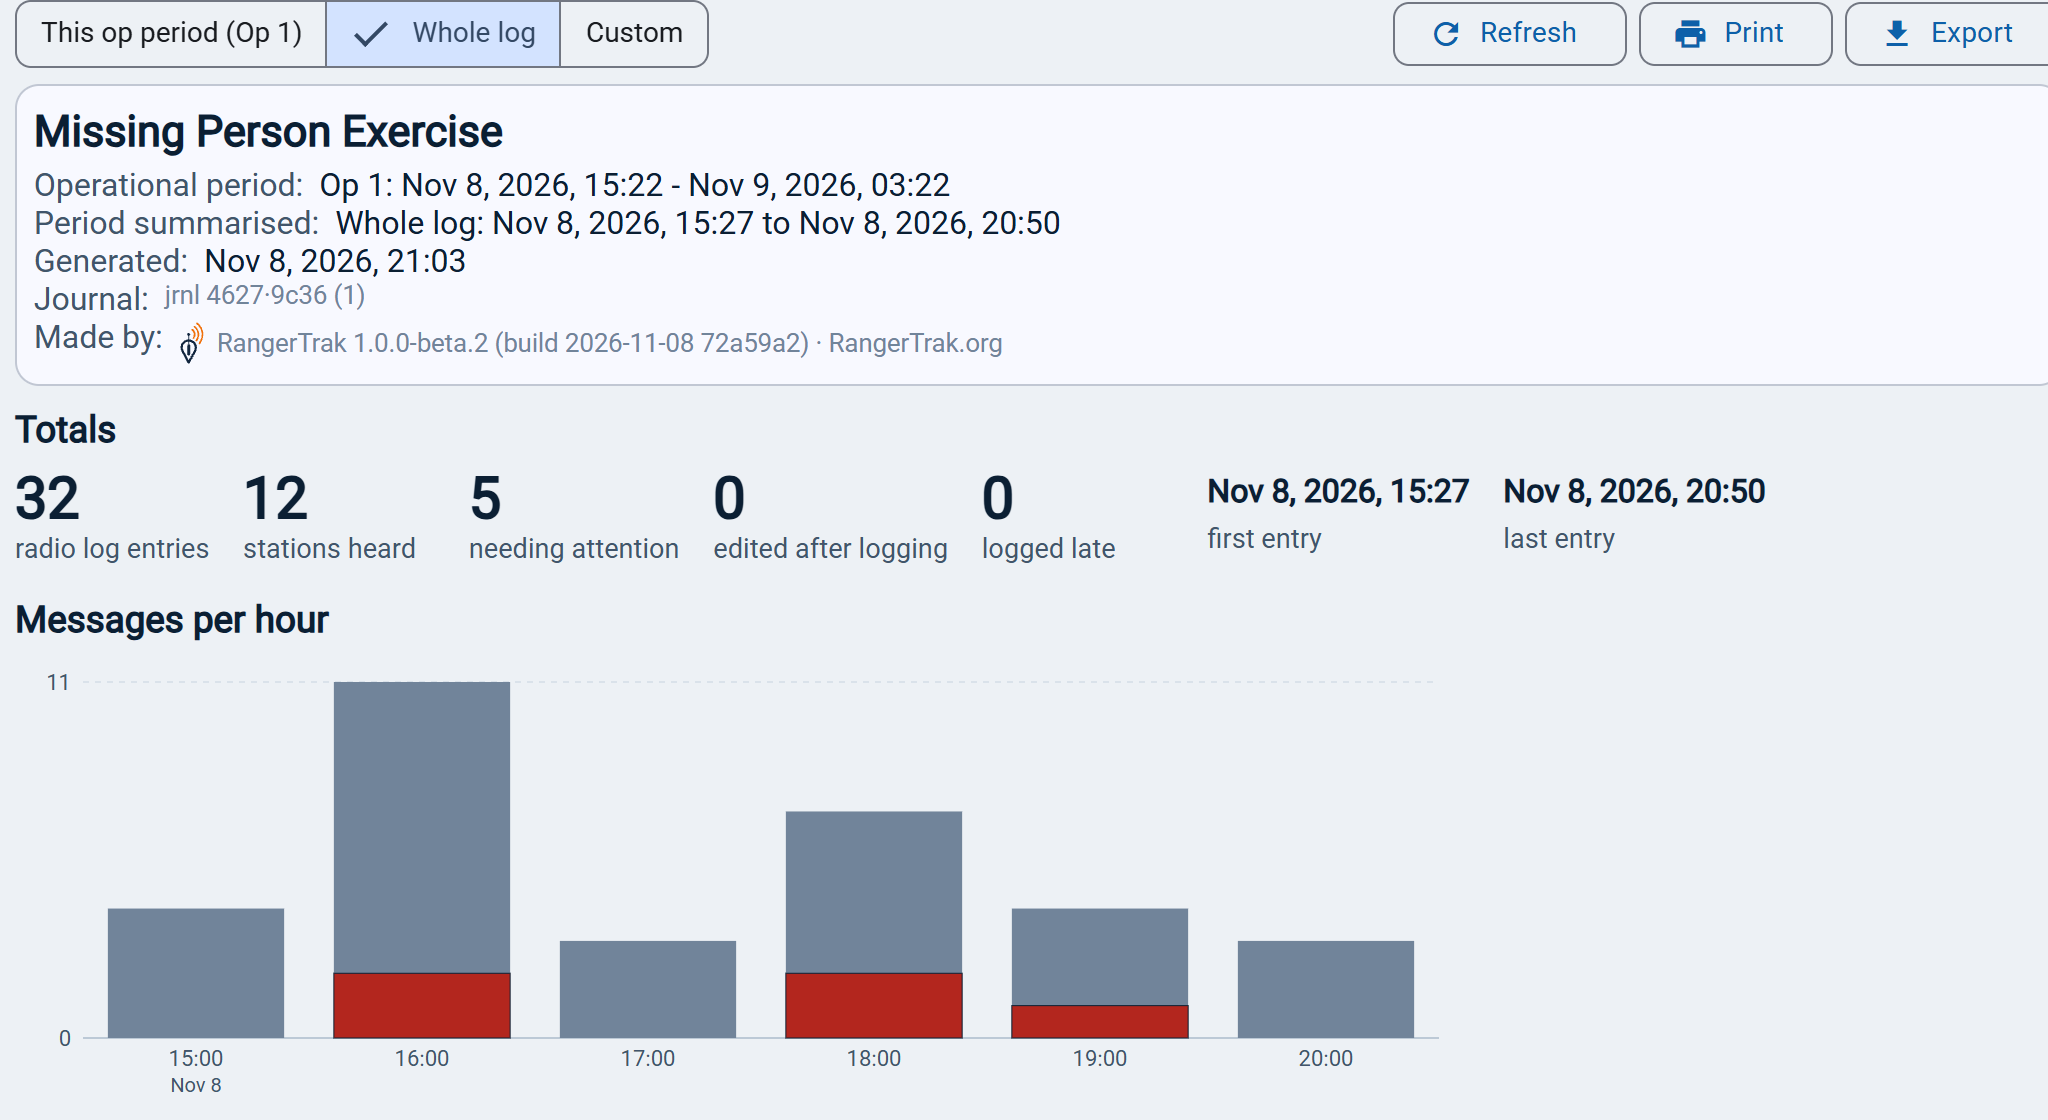 This op period (Op 1) Whole log Custom Refresh Print Export
Missing Person Exercise
Operational period: Op 1: Nov 8, 2026, 15:22 - Nov 9, 2026, 03:22
Period summarised: Whole log: Nov 8, 2026, 15:27 to Nov 8, 2026, 20:50
Generated: Nov 8, 2026, 21:03
Journal: jrnl 4627·9c36 (1)
Made by: RangerTrak 1.0.0-beta.2 (build 2026-11-08 72a59a2) · RangerTrak.org
Totals
32 12 5 0 0 Nov 8, 2026, 15:27 Nov 8, 2026, 20:50
radio log entries stations heard needing attention edited after logging logged late first entry last entry
Messages per hour
11
0
15:00 16:00 17:00 18:00 19:00 20:00
Nov 8